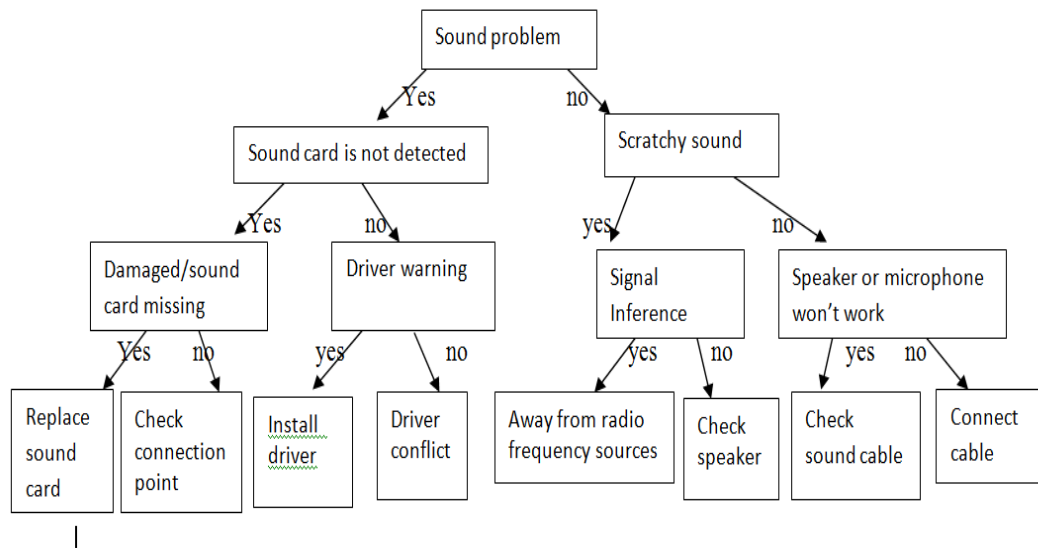 Sound problem
Yes
no
Sound card is not detected
Scratchy sound
Yes
no
yes
no
Damaged/sound
card missing
Driver warning
Signal
Inference
Speaker or microphone
won't work
Yes
no
yes
no
yes
no
yes
no
Replace
sound
card
Check
connection
point
Install
driver
Driver
conflict
Away from radio
frequency sources
Check
speaker
Check
sound cable
Connect
cable